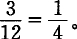 3/12 = 1/4。